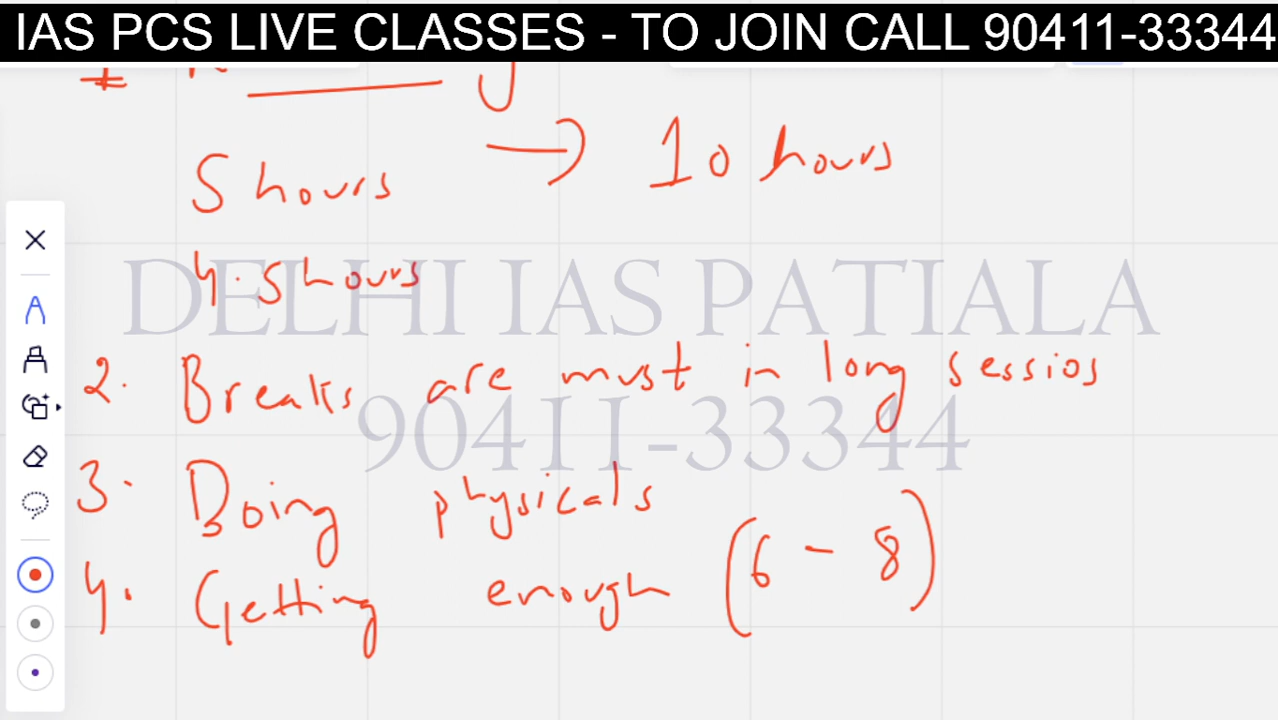 IAS PCS LIVE CLASSES - TO JOIN CALL 90411-33344
5 hours → 10 hours
4.5 hours
DELHI IAS PATIALA
2. Breaks are must in long sessios
90411-33344
3. Doing physicals
4. Getting enough (6 - 8)